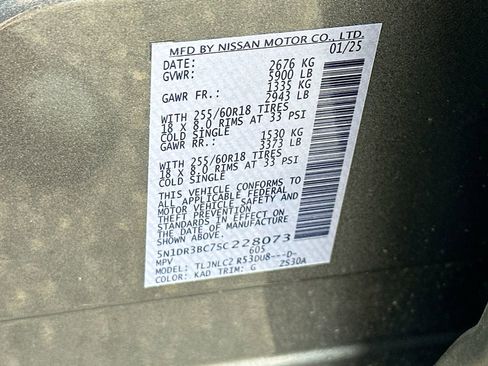 MFD BY NISSAN MOTOR CO., LTD.
DATE: 01/25
GVWR: 2676 KG
5900 LB
GAWR FR.: 1335 KG
2943 LB
WITH 255/60R18 TIRES
18 X 8.0 RIMS AT 33 PSI
COLD SINGLE
GAWR RR.: 1530 KG
3373 LB
WITH 255/60R18 TIRES
18 X 8.0 RIMS AT 33 PSI
COLD SINGLE
THIS VEHICLE CONFORMS TO
ALL APPLICABLE FEDERAL
MOTOR VEHICLE SAFETY AND
THEFT PREVENTION
STANDARDS IN EFFECT ON
THE DATE OF MANUFACTURE
5N1DR3BC7SC228073
MPV 605
MODEL: TLJNLC2 R53DU8---D-
COLOR: KAD TRIM: G ZS30A